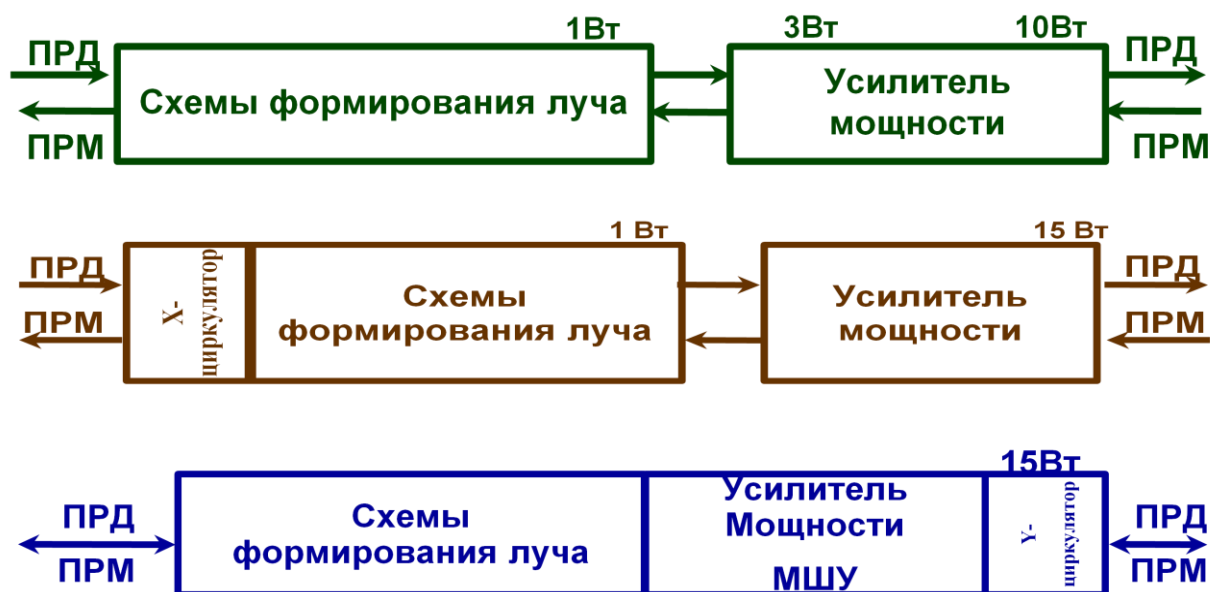 1Вт 3Вт 10Вт
ПРД
ПРМ
Схемы формирования луча
Усилитель
мощности
ПРД
ПРМ
1 Вт 15 Вт
ПРД
ПРМ
X-
циркулятор
Схемы
формирования луча
Усилитель
мощности
ПРД
ПРМ
15Вт
ПРД
ПРМ
Схемы
формирования луча
Усилитель
Мощности
МШУ
Y-
циркулятор
ПРД
ПРМ